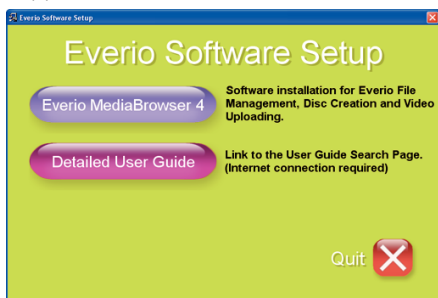 Everio Software Setup
Everio Software Setup
Everio MediaBrowser 4
Software installation for Everio File
Management, Disc Creation and Video
Uploading.
Detailed User Guide
Link to the User Guide Search Page.
(Internet connection required)
Quit